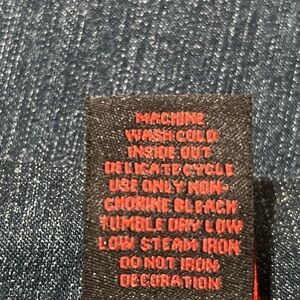 MACHINE
WASH COLD
INSIDE OUT
DELICATE CYCLE
USE ONLY NON-
CHORINE BLEACH
TUMBLE DRY LOW
LOW STEAM IRON
DO NOT IRON
DECORATION